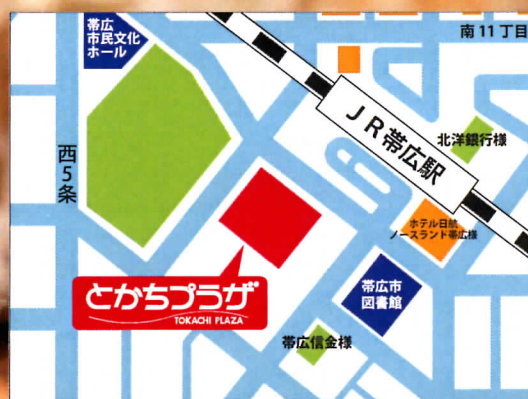 帯広
市民文化
ホール
南11丁目
西5条
JR帯広駅
北洋銀行様
ホテル日航
ノースランド帯広様
とかちプラザ
TOKACHI PLAZA
帯広市
図書館
帯広信金様